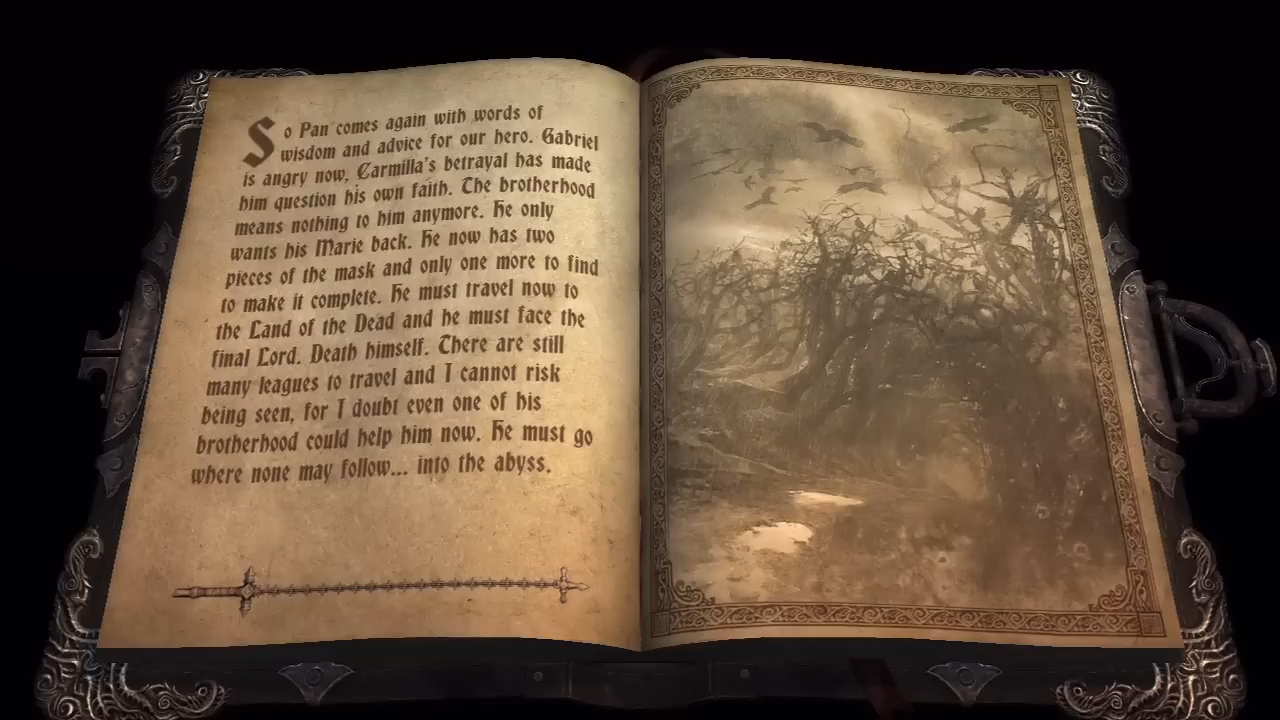 So Pan comes again with words of
wisdom and advice for our hero. Gabriel
is angry now, Carmilla's betrayal has made
him question his own faith. The brotherhood
means nothing to him anymore. He only
wants his Marie back. He now has two
pieces of the mask and only one more to find
to make it complete. He must travel now to
the Land of the Dead and he must face the
final Lord. Death himself. There are still
many leagues to travel and I cannot risk
being seen, for I doubt even one of his
brotherhood could help him now. He must go
where none may follow... into the abyss.